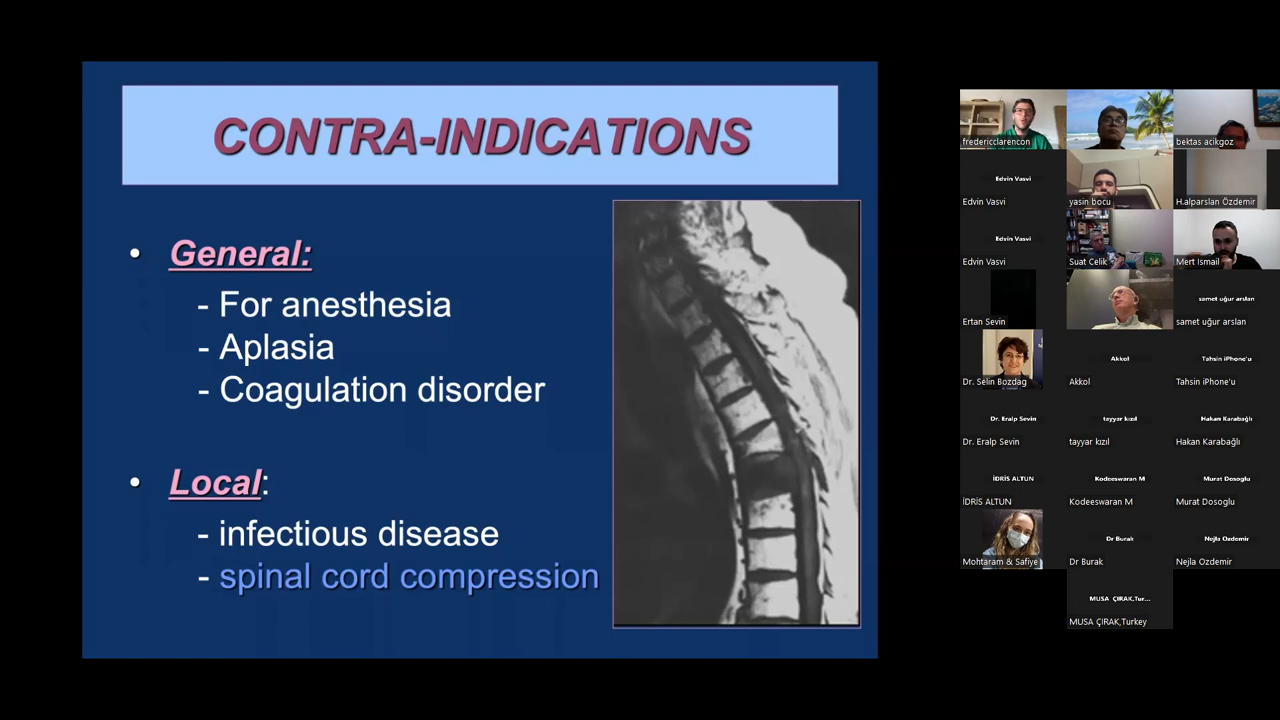 CONTRA-INDICATIONS
• General:
- For anesthesia
- Aplasia
- Coagulation disorder
• Local:
- infectious disease
- spinal cord compression
fredericclarencon
bektas acikgoz
Edvin Vasvi
Edvin Vasvi
yasin bocu
H.alparslan Özdemir
Edvin Vasvi
Edvin Vasvi
Suat Celik
Mert Ismail
Ertan Sevin
samet uğur arslan
samet uğur arslan
Dr. Selin Bozdag
Akkol
Akkol
Tahsin iPhone'u
Tahsin iPhone'u
Dr. Eralp Sevin
Dr. Eralp Sevin
tayyar kızıl
tayyar kızıl
Hakan Karabağlı
Hakan Karabağlı
İDRİS ALTUN
İDRİS ALTUN
Kodeeswaran M
Kodeeswaran M
Murat Dosoglu
Murat Dosoglu
Mohtaram & Safiye
Dr Burak
Dr Burak
Nejla Ozdemir
Nejla Ozdemir
MUSA ÇIRAK,Tur...
MUSA ÇIRAK,Turkey